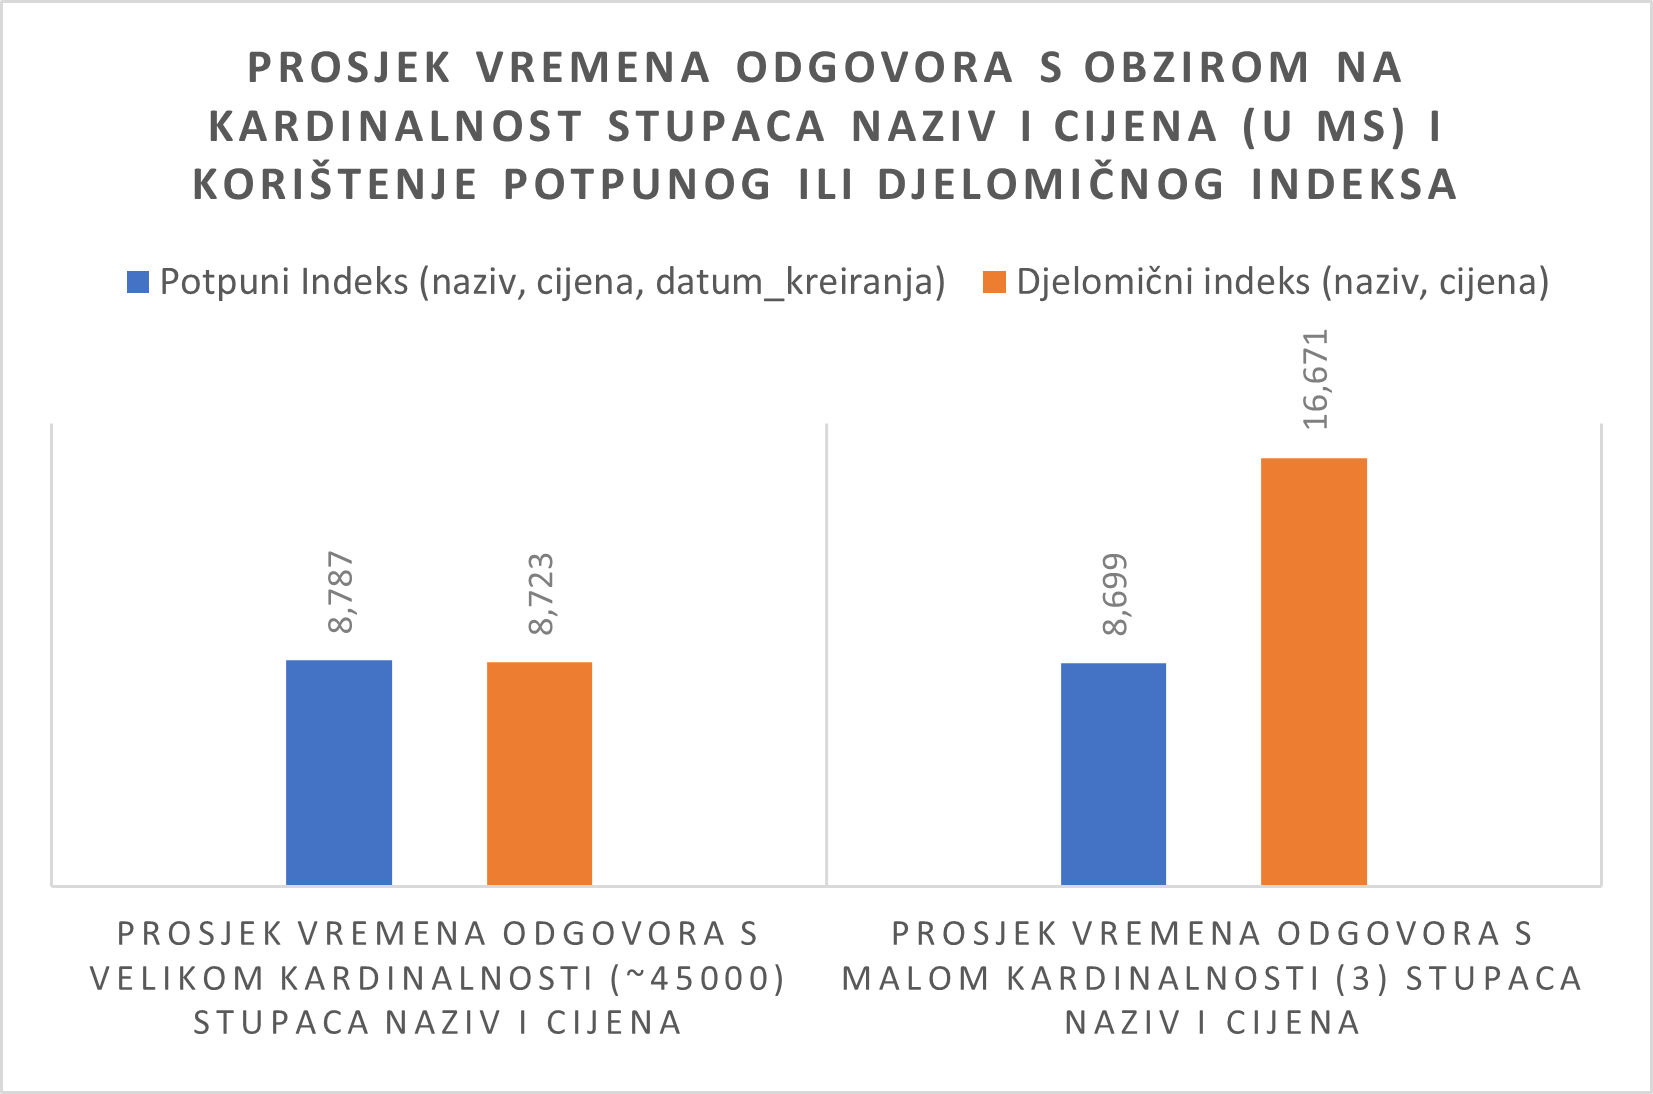 PROSJEK VREMENA ODGOVORA S OBZIROM NA
KARDINALNOST STUPACA NAZIV I CIJENA (U MS) I
KORIŠTENJE POTPUNOG ILI DJELOMIČNOG INDEKSA
Potpuni Indeks (naziv, cijena, datum_kreiranja)
Djelomični indeks (naziv, cijena)
8,787
8,723
8,699
16,671
PROSJEK VREMENA ODGOVORA S
VELIKOM KARDINALNOSTI (~45000)
STUPACA NAZIV I CIJENA
PROSJEK VREMENA ODGOVORA S
MALOM KARDINALNOSTI (3) STUPACA
NAZIV I CIJENA